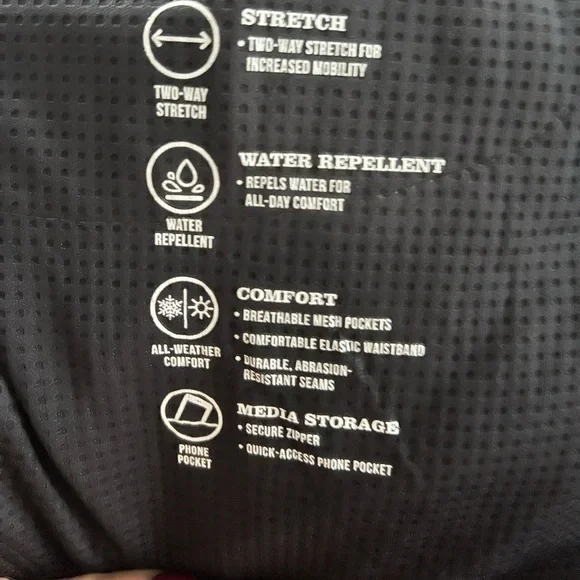 STRETCH
• TWO-WAY STRETCH FOR
INCREASED MOBILITY
TWO-WAY
STRETCH
WATER REPELLENT
• REPELS WATER FOR
ALL-DAY COMFORT
WATER
REPELLENT
COMFORT
• BREATHABLE MESH POCKETS
• COMFORTABLE ELASTIC WAISTBAND
• DURABLE, ABRASION-
RESISTANT SEAMS
ALL-WEATHER
COMFORT
MEDIA STORAGE
• SECURE ZIPPER
• QUICK-ACCESS PHONE POCKET
PHONE
POCKET